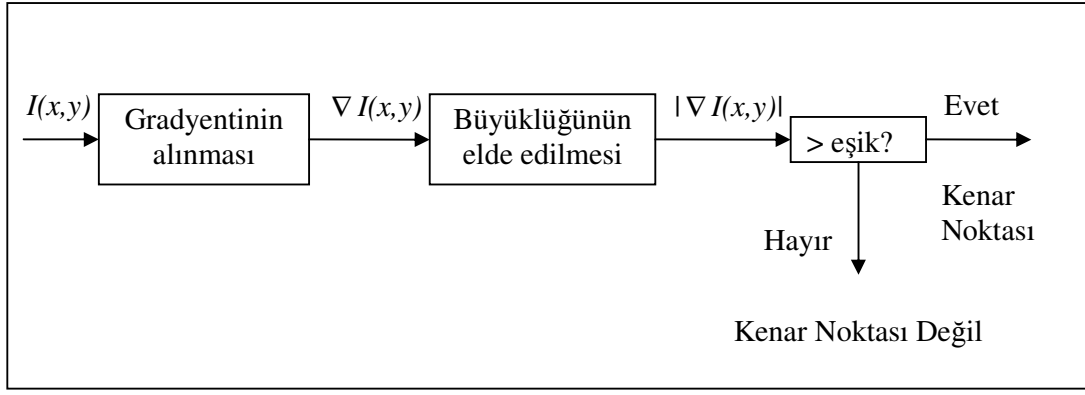 I(x,y)
Gradyentinin
alınması
∇ I(x,y)
Büyüklüğünün
elde edilmesi
|∇ I(x,y)|
> eşik?
Evet
Kenar
Noktası
Hayır
Kenar Noktası Değil